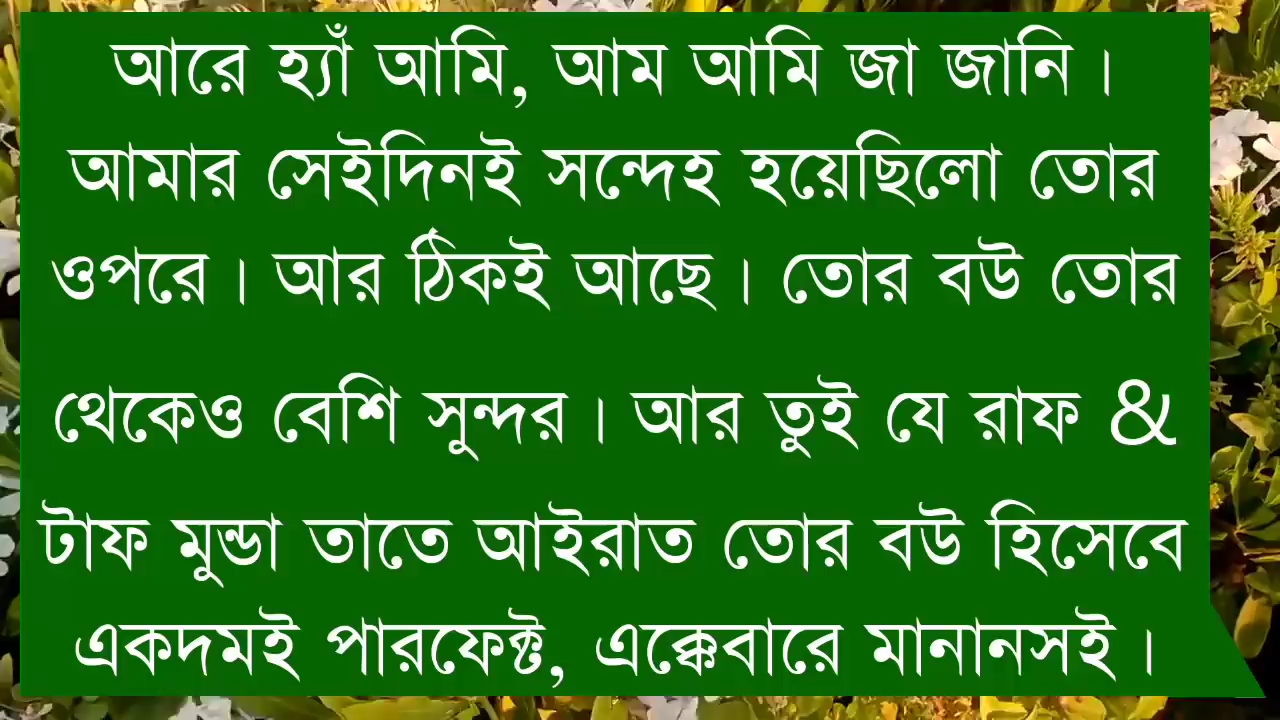 আরে হ্যাঁ আমি, আম আমি জা জানি।
আমার সেইদিনই সন্দেহ হয়েছিলো তোর
ওপরে। আর ঠিকই আছে। তোর বউ তোর
থেকেও বেশি সুন্দর। আর তুই যে রাফ &
টাফ মুন্ডা তাতে আইরাত তোর বউ হিসেবে
একদমই পারফেক্ট, এক্কেবারে মানানসই।